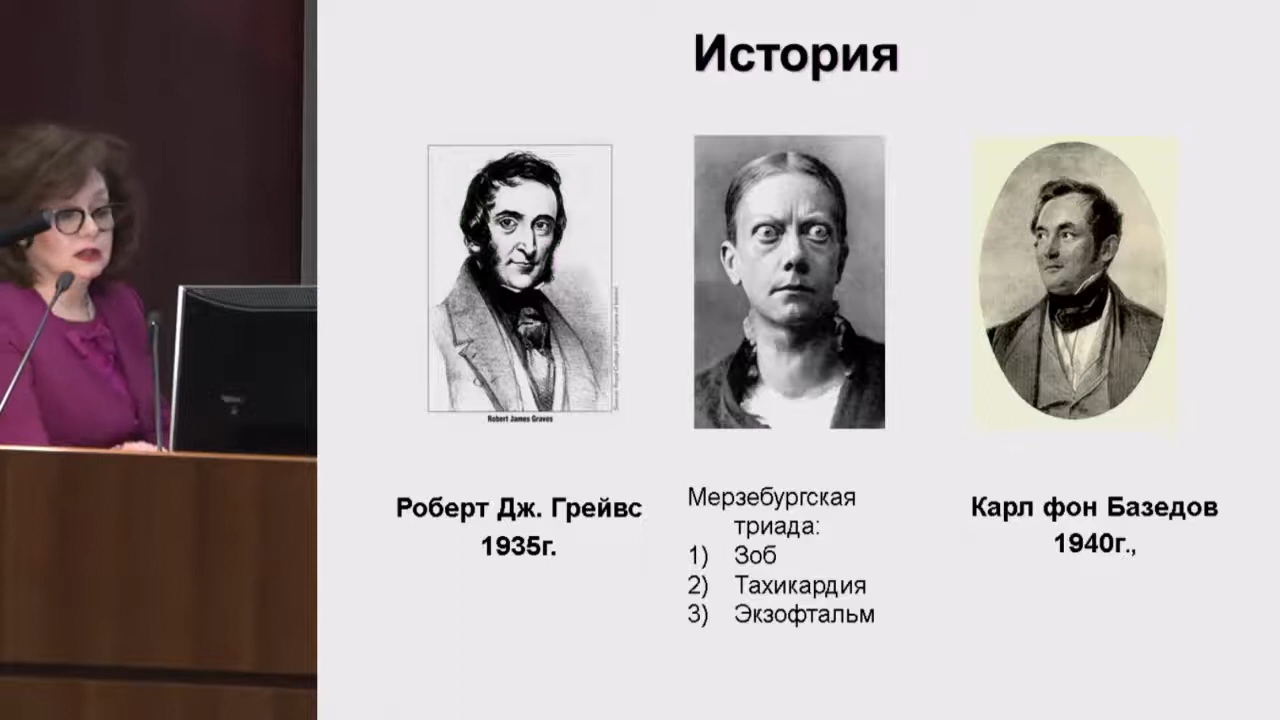 История
Robert James Graves
Роберт Дж. Грейвс
1935г.
Мерзебургская
триада:
1) Зоб
2) Тахикардия
3) Экзофтальм
Карл фон Базедов
1940г.,